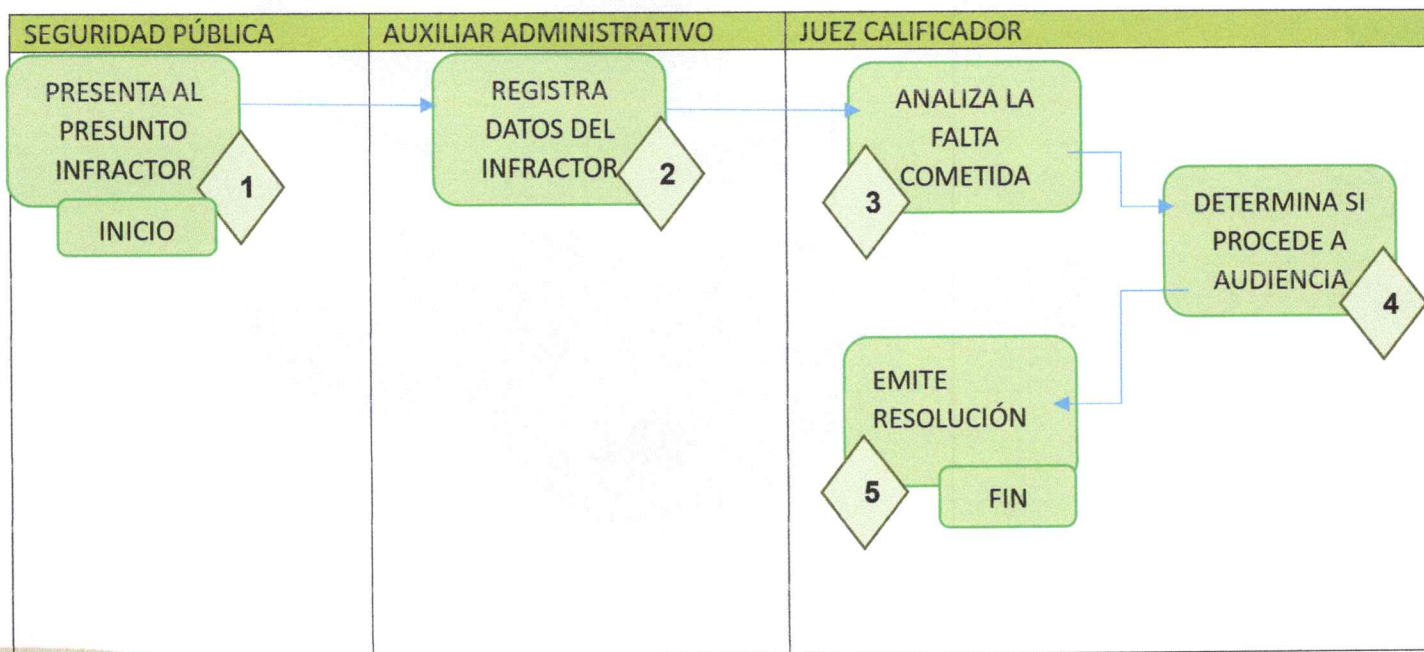 SEGURIDAD PÚBLICA
AUXILIAR ADMINISTRATIVO
JUEZ CALIFICADOR
PRESENTA AL
PRESUNTO
INFRACTOR
1
INICIO
REGISTRA
DATOS DEL
INFRACTOR
2
ANALIZA LA
FALTA
COMETIDA
3
DETERMINA SI
PROCEDE A
AUDIENCIA
4
EMITE
RESOLUCIÓN
5
FIN